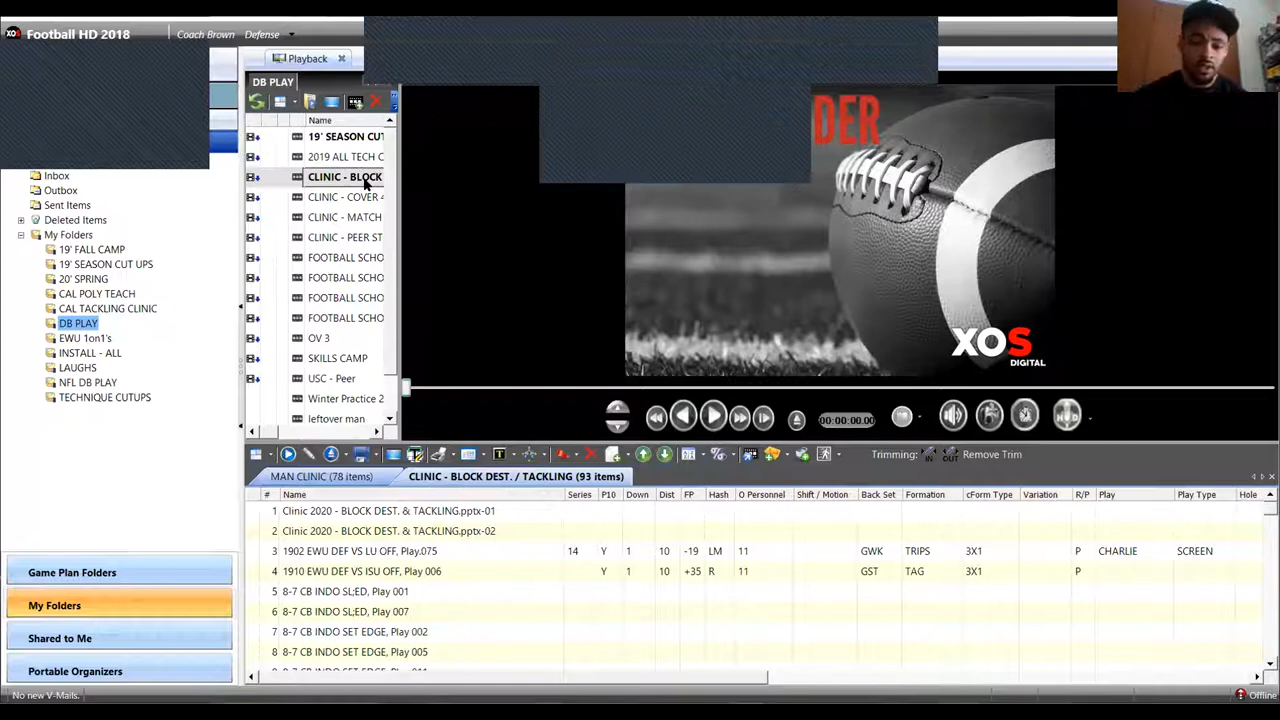 XOS Football HD 2018 Coach Brown Defense
Playback
DB PLAY
Name
19' SEASON CUT
2019 ALL TECH C
CLINIC - BLOCK
CLINIC - COVER 4
CLINIC - MATCH
CLINIC - PEER ST
FOOTBALL SCHO
FOOTBALL SCHO
FOOTBALL SCHO
FOOTBALL SCHO
OV 3
SKILLS CAMP
USC - Peer
Winter Practice 2
leftover man
Inbox
Outbox
Sent Items
Deleted Items
My Folders
19' FALL CAMP
19' SEASON CUT UPS
20' SPRING
CAL POLY TEACH
CAL TACKLING CLINIC
DB PLAY
EWU 1on1's
INSTALL - ALL
LAUGHS
NFL DB PLAY
TECHNIQUE CUTUPS
DER
XOS
DIGITAL
00:00:00.00
Trimming: IN OUT Remove Trim
MAN CLINIC (78 items) CLINIC - BLOCK DEST. / TACKLING (93 items)
# Name Series P10 Down Dist FP Hash O Personnel Shift / Motion Back Set Formation cForm Type Variation R/P Play Play Type Hole
1 Clinic 2020 - BLOCK DEST. & TACKLING.pptx-01
2 Clinic 2020 - BLOCK DEST. & TACKLING.pptx-02
3 1902 EWU DEF VS LU OFF, Play.075 14 Y 1 10 -19 LM 11 GWK TRIPS 3X1 P CHARLIE SCREEN
4 1910 EWU DEF VS ISU OFF, Play 006 Y 1 10 +35 R 11 GST TAG 3X1 P
5 8-7 CB INDO SL;ED, Play 001
6 8-7 CB INDO SL;ED, Play 007
7 8-7 CB INDO SET EDGE, Play 002
8 8-7 CB INDO SET EDGE, Play 005
Game Plan Folders
My Folders
Shared to Me
Portable Organizers
No new V-Mails. Offline